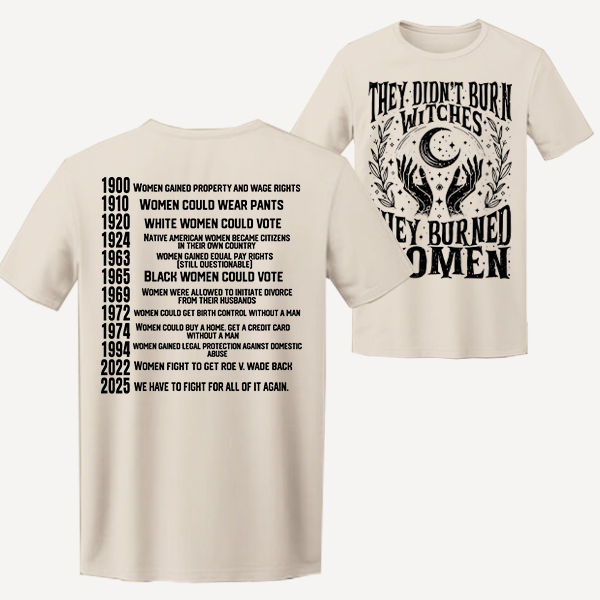 1900 WOMEN GAINED PROPERTY AND WAGE RIGHTS
1910 WOMEN COULD WEAR PANTS
1920 WHITE WOMEN COULD VOTE
1924 NATIVE AMERICAN WOMEN BECAME CITIZENS
IN THEIR OWN COUNTRY
1963 WOMEN GAINED EQUAL PAY RIGHTS
(STILL QUESTIONABLE)
1965 BLACK WOMEN COULD VOTE
1969 WOMEN WERE ALLOWED TO INITIATE DIVORCE
FROM THEIR HUSBANDS
1972 WOMEN COULD GET BIRTH CONTROL WITHOUT A MAN
1974 WOMEN COULD BUY A HOME, GET A CREDIT CARD
WITHOUT A MAN
1994 WOMEN GAINED LEGAL PROTECTION AGAINST DOMESTIC
ABUSE
2022 WOMEN FIGHT TO GET ROE V. WADE BACK
2025 WE HAVE TO FIGHT FOR ALL OF IT AGAIN.
THEY DIDN'T BURN
WITCHES
HEY BURNED
OMEN